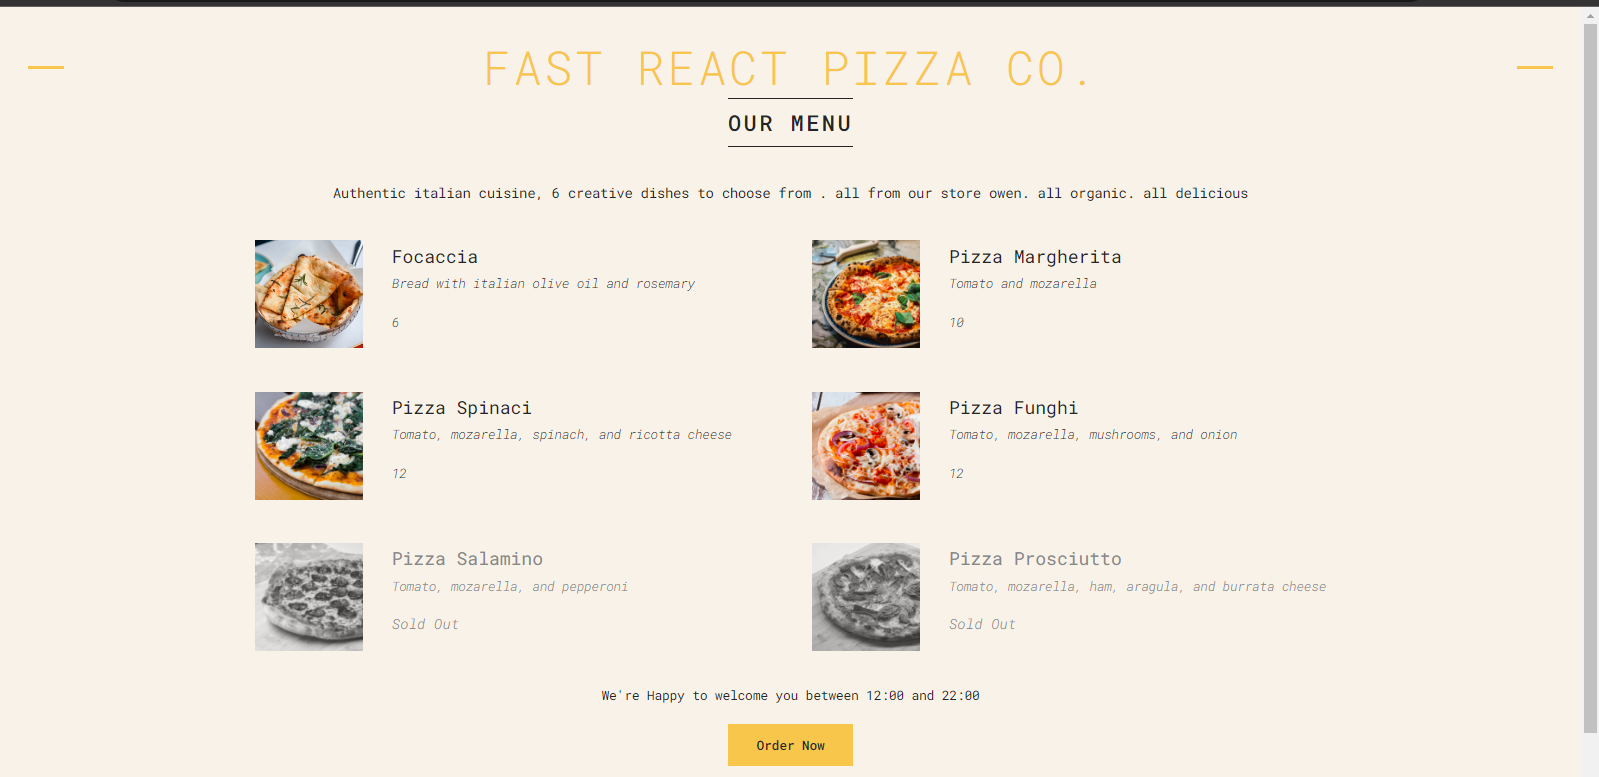 FAST REACT PIZZA CO.
OUR MENU
Authentic italian cuisine, 6 creative dishes to choose from . all from our store owen. all organic. all delicious
Focaccia
Bread with italian olive oil and rosemary
6
Pizza Margherita
Tomato and mozarella
10
Pizza Spinaci
Tomato, mozarella, spinach, and ricotta cheese
12
Pizza Funghi
Tomato, mozarella, mushrooms, and onion
12
Pizza Salamino
Tomato, mozarella, and pepperoni
Sold Out
Pizza Prosciutto
Tomato, mozarella, ham, aragula, and burrata cheese
Sold Out
We're Happy to welcome you between 12:00 and 22:00
Order Now